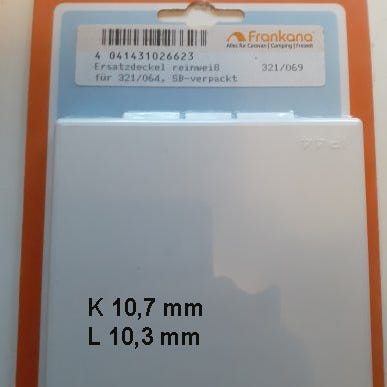 Frankana
Alles für Caravan | Camping | Freizeit
4 041431026623
Ersatzdeckel reinweiß 321/069
für 321/064, SB-verpackt
IP44
K 10,7 mm
L 10,3 mm